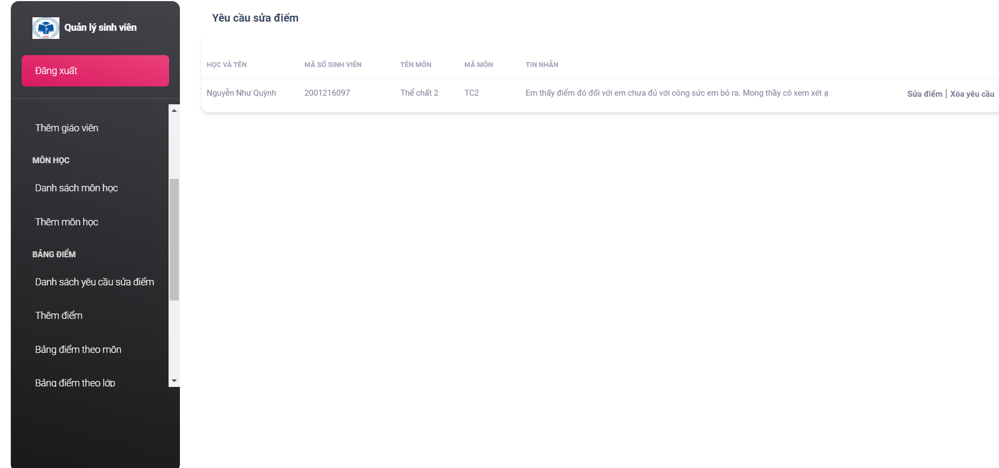 Quản lý sinh viên
Đăng xuất
Thêm giáo viên
MÔN HỌC
Danh sách môn học
Thêm môn học
BẢNG ĐIỂM
Danh sách yêu cầu sửa điểm
Thêm điểm
Bảng điểm theo môn
Bảng điểm theo lớp
Yêu cầu sửa điểm
HỌC VÀ TÊN MÃ SỐ SINH VIÊN TÊN MÔN MÃ MÔN TIN NHẮN
Nguyễn Như Quỳnh 2001216097 Thể chất 2 TC2 Em thấy điểm đó đối với em chưa đủ với công sức em bỏ ra. Mong thầy cô xem xét ạ Sửa điểm | Xóa yêu cầu